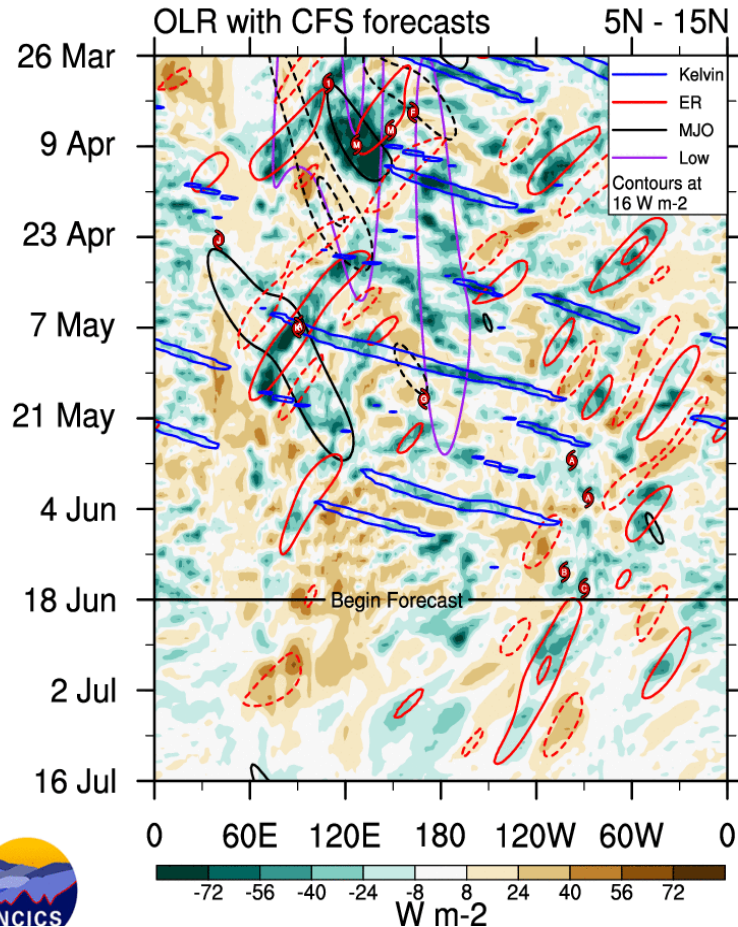 OLR with CFS forecasts 5N - 15N
26 Mar
9 Apr
23 Apr
7 May
21 May
4 Jun
18 Jun
2 Jul
16 Jul
Kelvin
ER
MJO
Low
Contours at
16 W m-2
1
F
M
M
J
G
A
A
B
C
Begin Forecast
0 60E 120E 180 120W 60W 0
-72 -56 -40 -24 -8 8 24 40 56 72
W m-2
NCICS